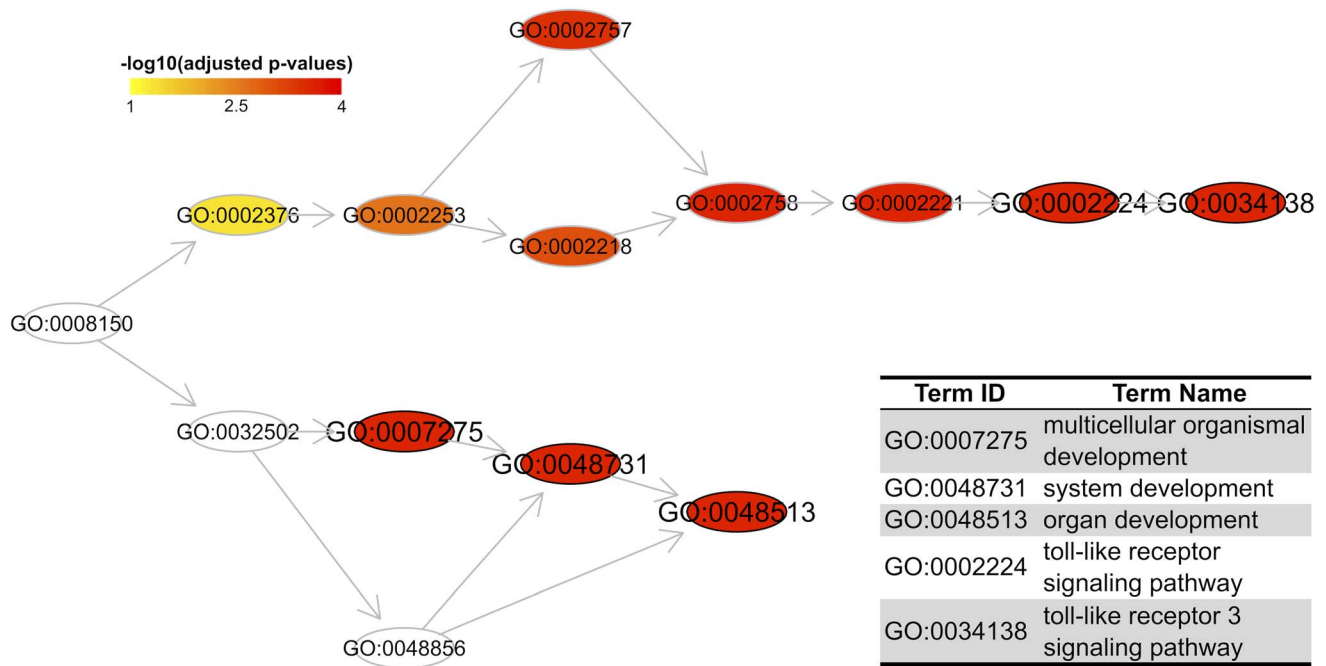 GO:0002757
-log10(adjusted p-values)
1 2.5 4
GO:0002376 GO:0002253 GO:0002758 GO:0002221 GO:0002224 GO:0034138
GO:0002218
GO:0008150
GO:0032502 GO:0007275
GO:0048731
GO:0048513
GO:0048856
Term ID Term Name
GO:0007275 multicellular organismal
development
GO:0048731 system development
GO:0048513 organ development
GO:0002224 toll-like receptor
signaling pathway
GO:0034138 toll-like receptor 3
signaling pathway